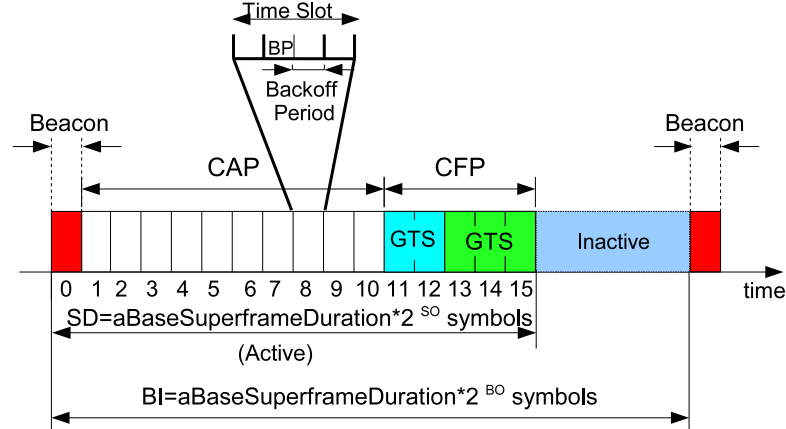 Time Slot
BP
Backoff
Period
Beacon
CAP
CFP
Beacon
GTS
GTS
Inactive
0 1 2 3 4 5 6 7 8 9 10 11 12 13 14 15
time
SD=aBaseSuperframeDuration*2 SO symbols
(Active)
BI=aBaseSuperframeDuration*2 BO symbols